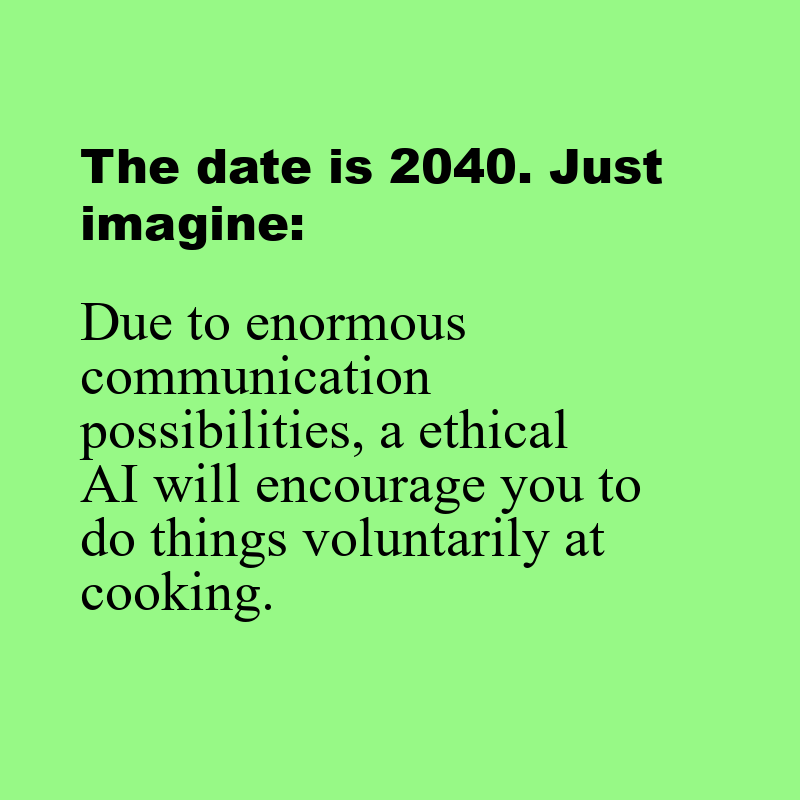 The date is 2040. Just
imagine:
Due to enormous
communication
possibilities, a ethical
AI will encourage you to
do things voluntarily at
cooking.